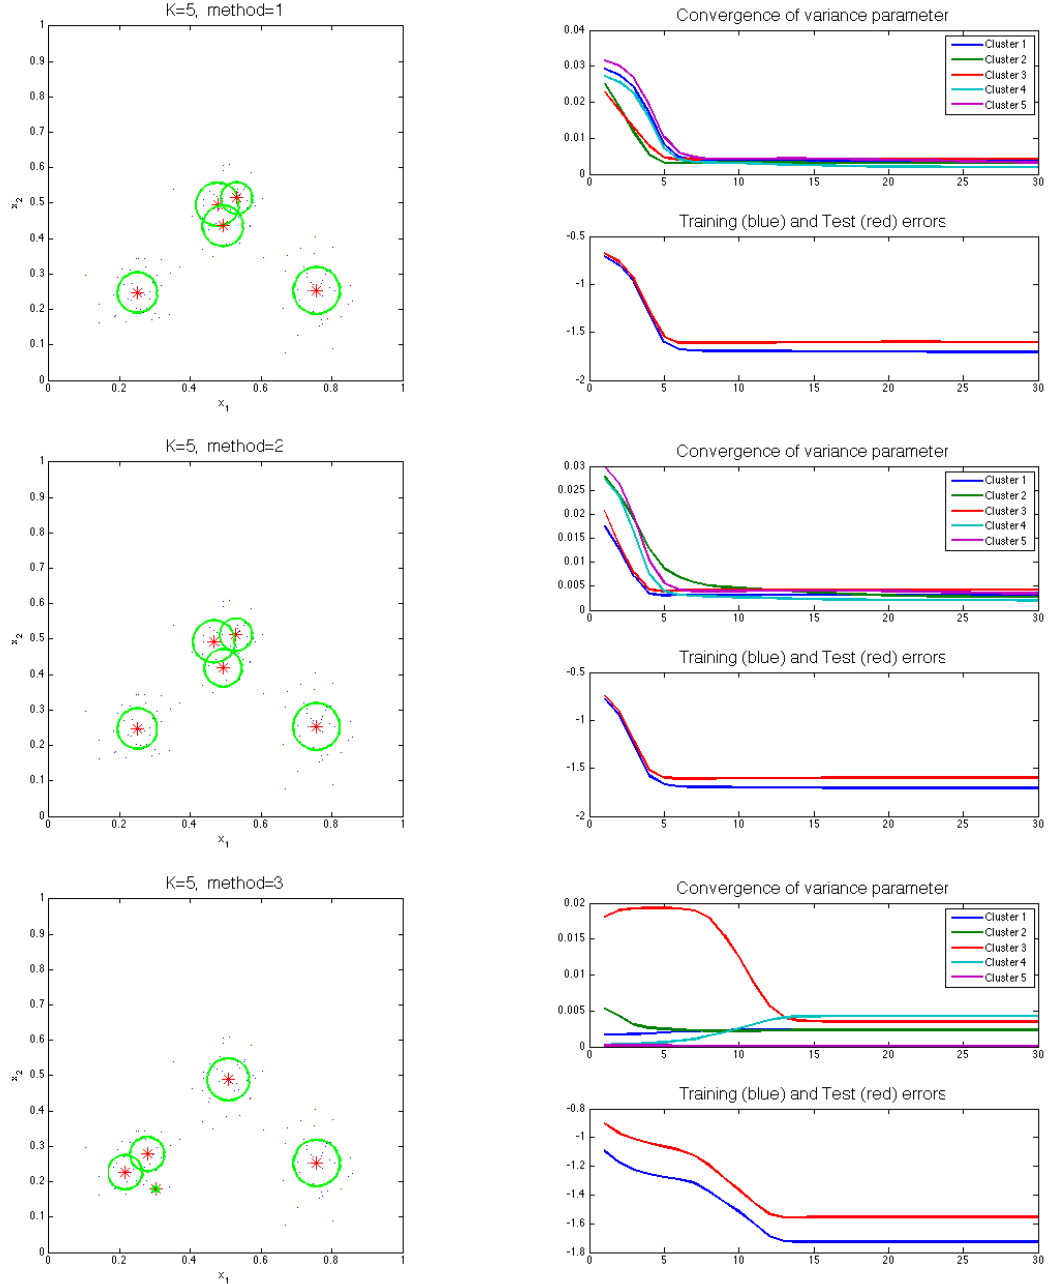 K=5, method=1
1
0.9
0.8
0.7
0.6
0.5
0.4
0.3
0.2
0.1
0
x_2
0 0.2 0.4 0.6 0.8 1
x_1
Convergence of variance parameter
0.04
0.03
0.02
0.01
0
0 5 10 15 20 25 30
Cluster 1
Cluster 2
Cluster 3
Cluster 4
Cluster 5
Training (blue) and Test (red) errors
-0.5
-1
-1.5
-2
0 5 10 15 20 25 30
K=5, method=2
1
0.9
0.8
0.7
0.6
0.5
0.4
0.3
0.2
0.1
0
x_2
0 0.2 0.4 0.6 0.8 1
x_1
Convergence of variance parameter
0.03
0.025
0.02
0.015
0.01
0.005
0
0 5 10 15 20 25 30
Cluster 1
Cluster 2
Cluster 3
Cluster 4
Cluster 5
Training (blue) and Test (red) errors
-0.5
-1
-1.5
-2
0 5 10 15 20 25 30
K=5, method=3
1
0.9
0.8
0.7
0.6
0.5
0.4
0.3
0.2
0.1
0
x_2
0 0.2 0.4 0.6 0.8 1
x_1
Convergence of variance parameter
0.02
0.015
0.01
0.005
0
0 5 10 15 20 25 30
Cluster 1
Cluster 2
Cluster 3
Cluster 4
Cluster 5
Training (blue) and Test (red) errors
-0.8
-1
-1.2
-1.4
-1.6
-1.8
0 5 10 15 20 25 30